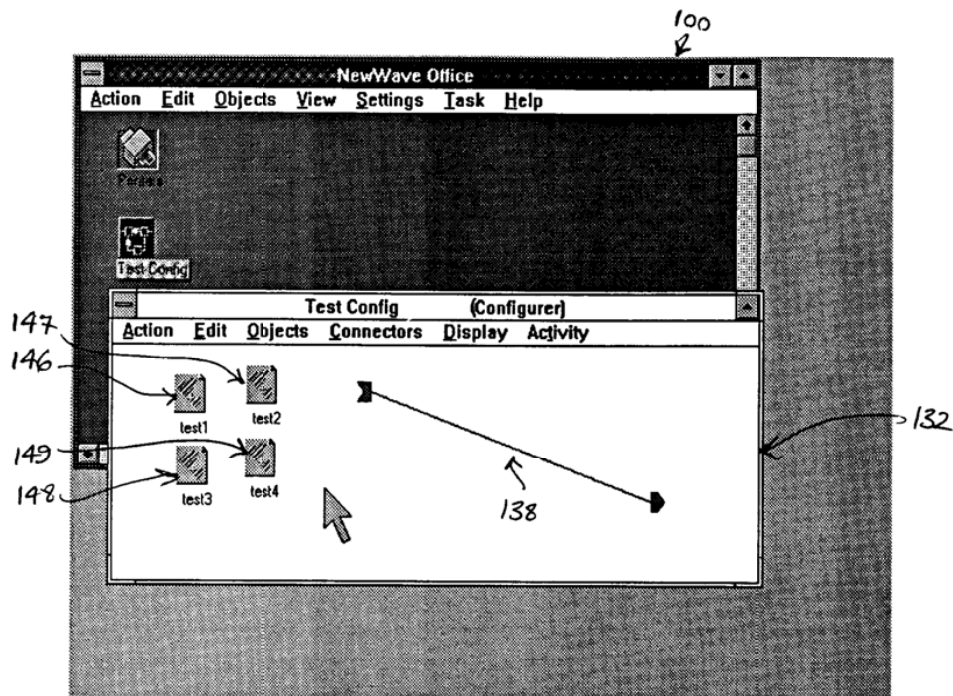 100
NewWave Office
Action Edit Objects View Settings Task Help
Test Config
Test Config (Configurer)
Action Edit Objects Connectors Display Activity
147
146
test1 test2
132
149
148
test3 test4
138